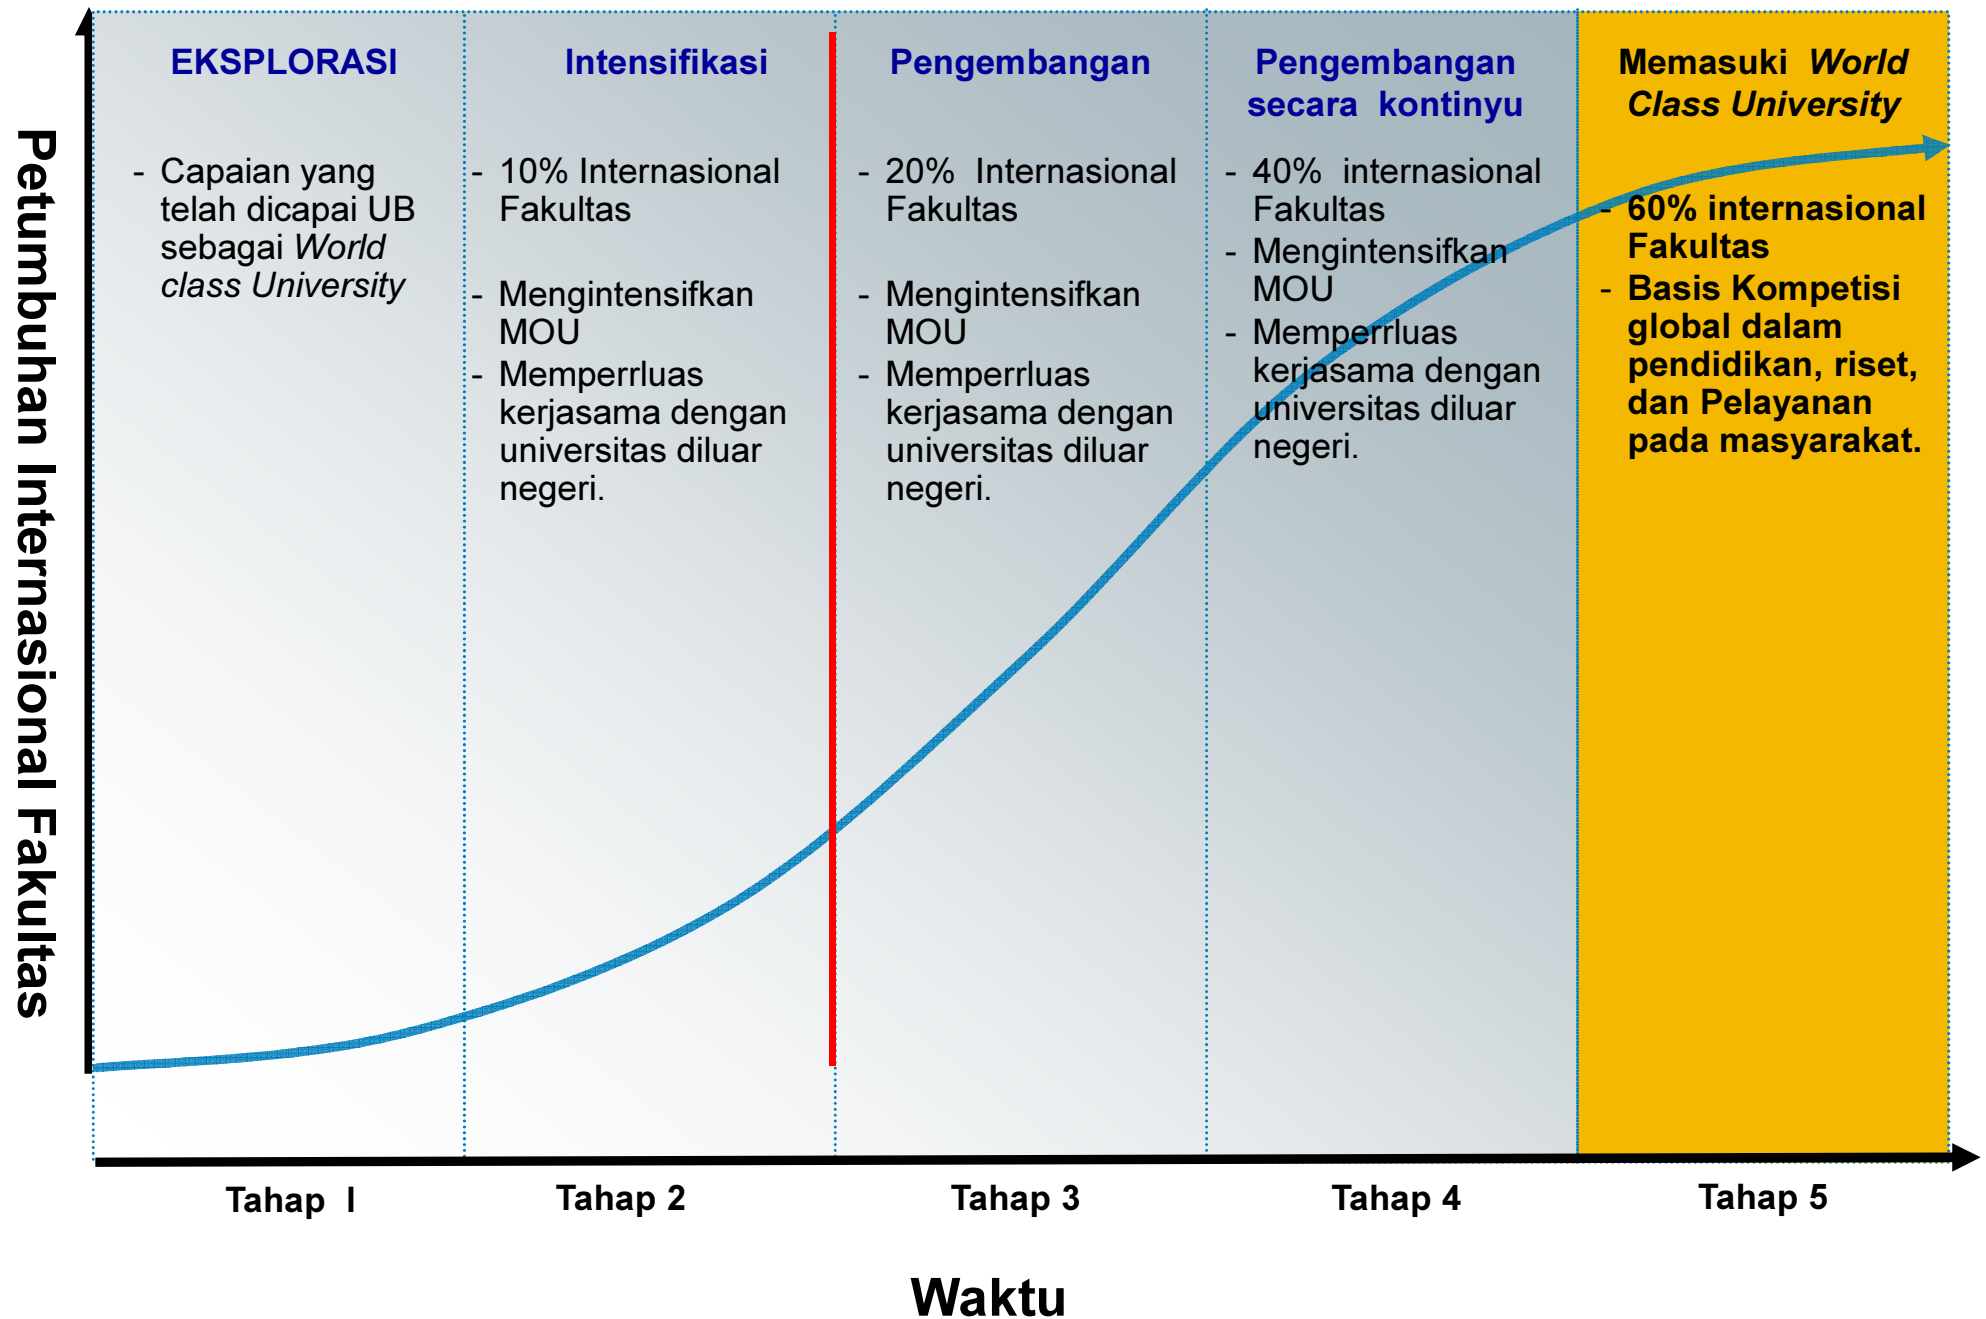 Petumbuhan Internasional Fakultas
EKSPLORASI
- Capaian yang
telah dicapai UB
sebagai World
class University
Intensifikasi
- 10% Internasional
Fakultas
- Mengintensifkan
MOU
- Memperrluas
kerjasama dengan
universitas diluar
negeri.
Pengembangan
- 20% Internasional
Fakultas
- Mengintensifkan
MOU
- Memperrluas
kerjasama dengan
universitas diluar
negeri.
Pengembangan
secara kontinyu
- 40% internasional
Fakultas
- Mengintensifkan
MOU
- Memperrluas
kerjasama dengan
universitas diluar
negeri.
Memasuki World
Class University
- 60% internasional
Fakultas
- Basis Kompetisi
global dalam
pendidikan, riset,
dan Pelayanan
pada masyarakat.
Tahap I
Tahap 2
Tahap 3
Tahap 4
Tahap 5
Waktu